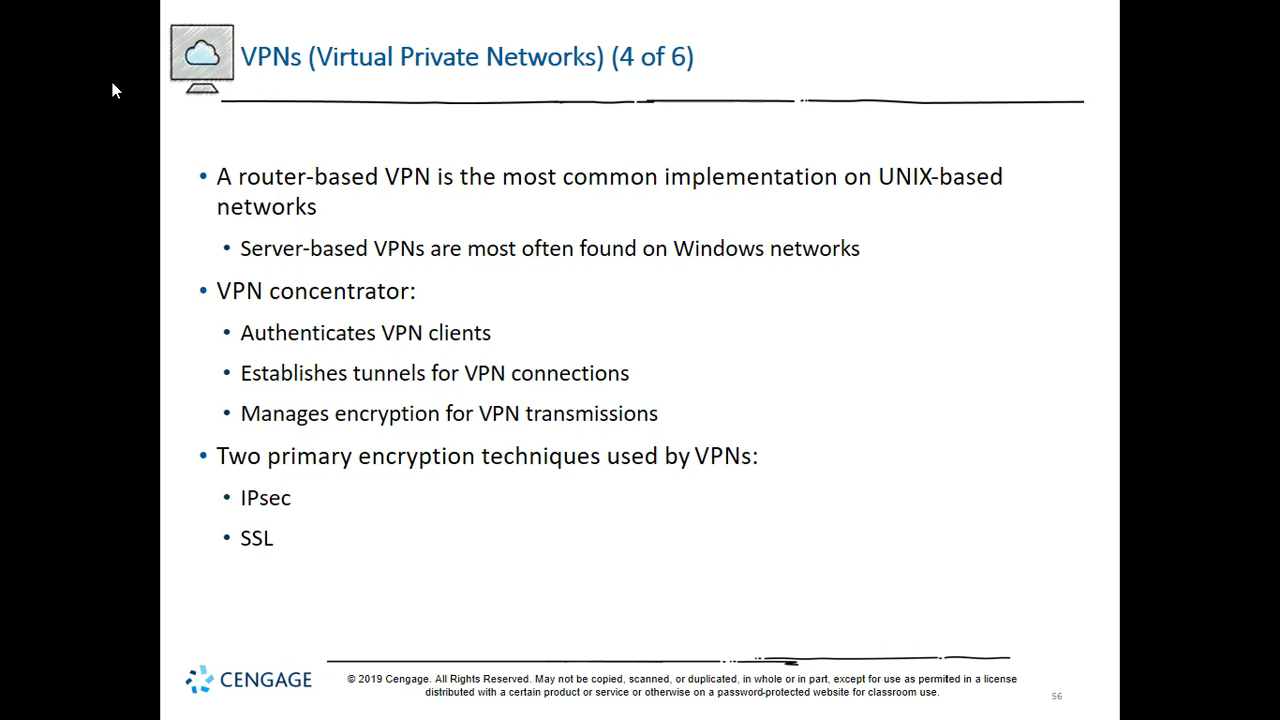 VPNs (Virtual Private Networks) (4 of 6)
• A router-based VPN is the most common implementation on UNIX-based
networks
• Server-based VPNs are most often found on Windows networks
• VPN concentrator:
• Authenticates VPN clients
• Establishes tunnels for VPN connections
• Manages encryption for VPN transmissions
• Two primary encryption techniques used by VPNs:
• IPsec
• SSL
CENGAGE
© 2019 Cengage. All Rights Reserved. May not be copied, scanned, or duplicated, in whole or in part, except for use as permitted in a license
distributed with a certain product or service or otherwise on a password-protected website for classroom use.
56